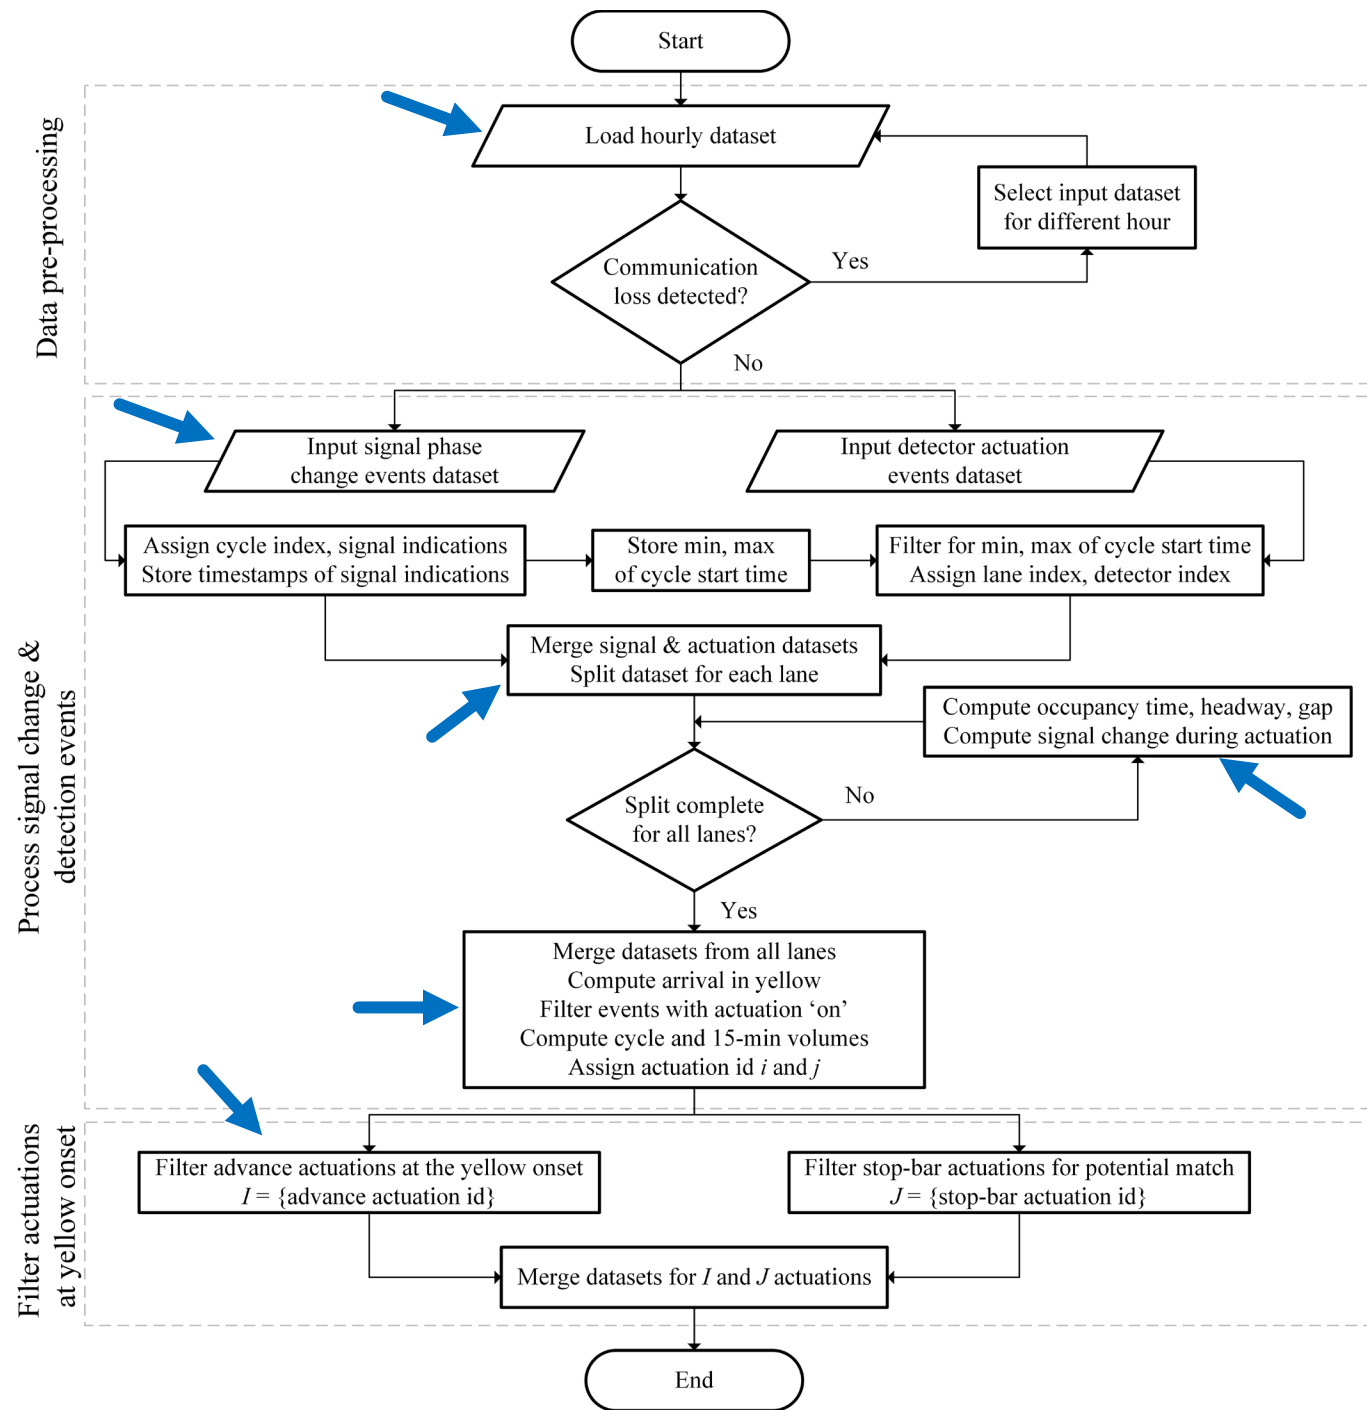 Start
Data pre-processing
Load hourly dataset
Select input dataset
for different hour
Communication
loss detected?
Yes
No
Process signal change &
detection events
Input signal phase
change events dataset
Input detector actuation
events dataset
Assign cycle index, signal indications
Store timestamps of signal indications
Store min, max
of cycle start time
Filter for min, max of cycle start time
Assign lane index, detector index
Merge signal & actuation datasets
Split dataset for each lane
Compute occupancy time, headway, gap
Compute signal change during actuation
Split complete
for all lanes?
No
Yes
Merge datasets from all lanes
Compute arrival in yellow
Filter events with actuation ‘on’
Compute cycle and 15-min volumes
Assign actuation id i and j
Filter actuations
at yellow onset
Filter advance actuations at the yellow onset
I = {advance actuation id}
Filter stop-bar actuations for potential match
J = {stop-bar actuation id}
Merge datasets for I and J actuations
End